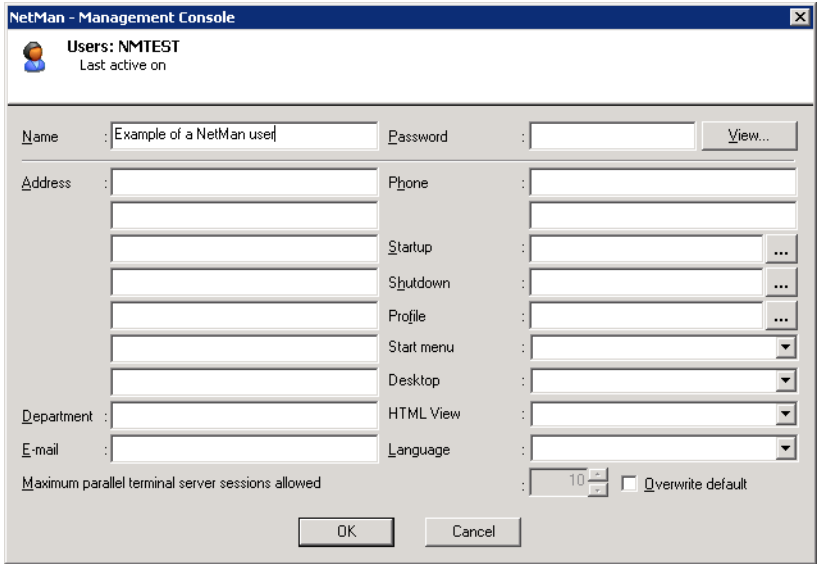 NetMan - Management Console
Users: NMTEST
Last active on
Name : Example of a NetMan user Password : View...
Address : Phone :
Startup : ...
Shutdown : ...
Profile : ...
Start menu :
Desktop :
Department : HTML View :
E-mail : Language :
Maximum parallel terminal server sessions allowed : 10 Overwrite default
OK Cancel